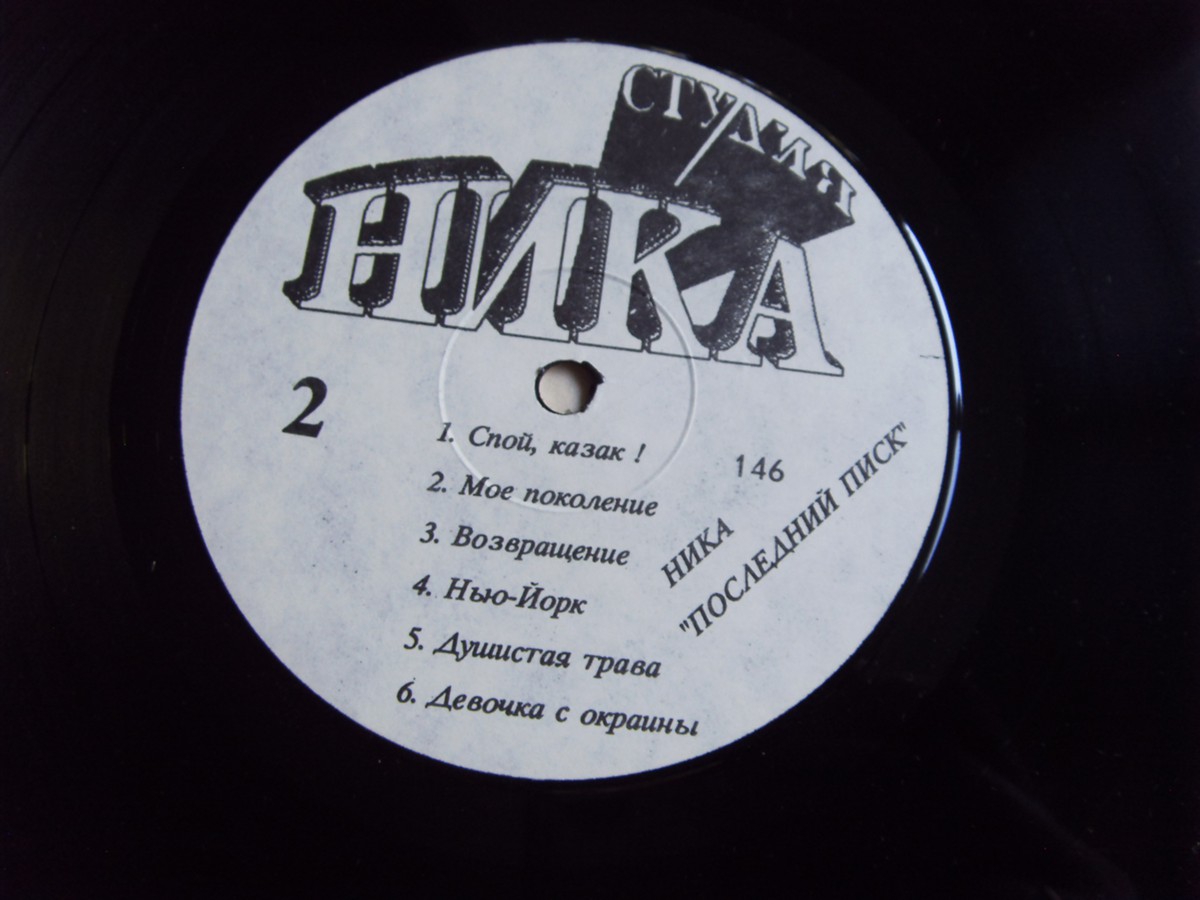 СТУДИЯ
НИКА
2
1. Спой, казак !
2. Мое поколение
3. Возвращение
4. Нью-Йорк
5. Душистая трава
6. Девочка с окраины
146
НИКА
"ПОСЛЕДНИЙ ПИСК"